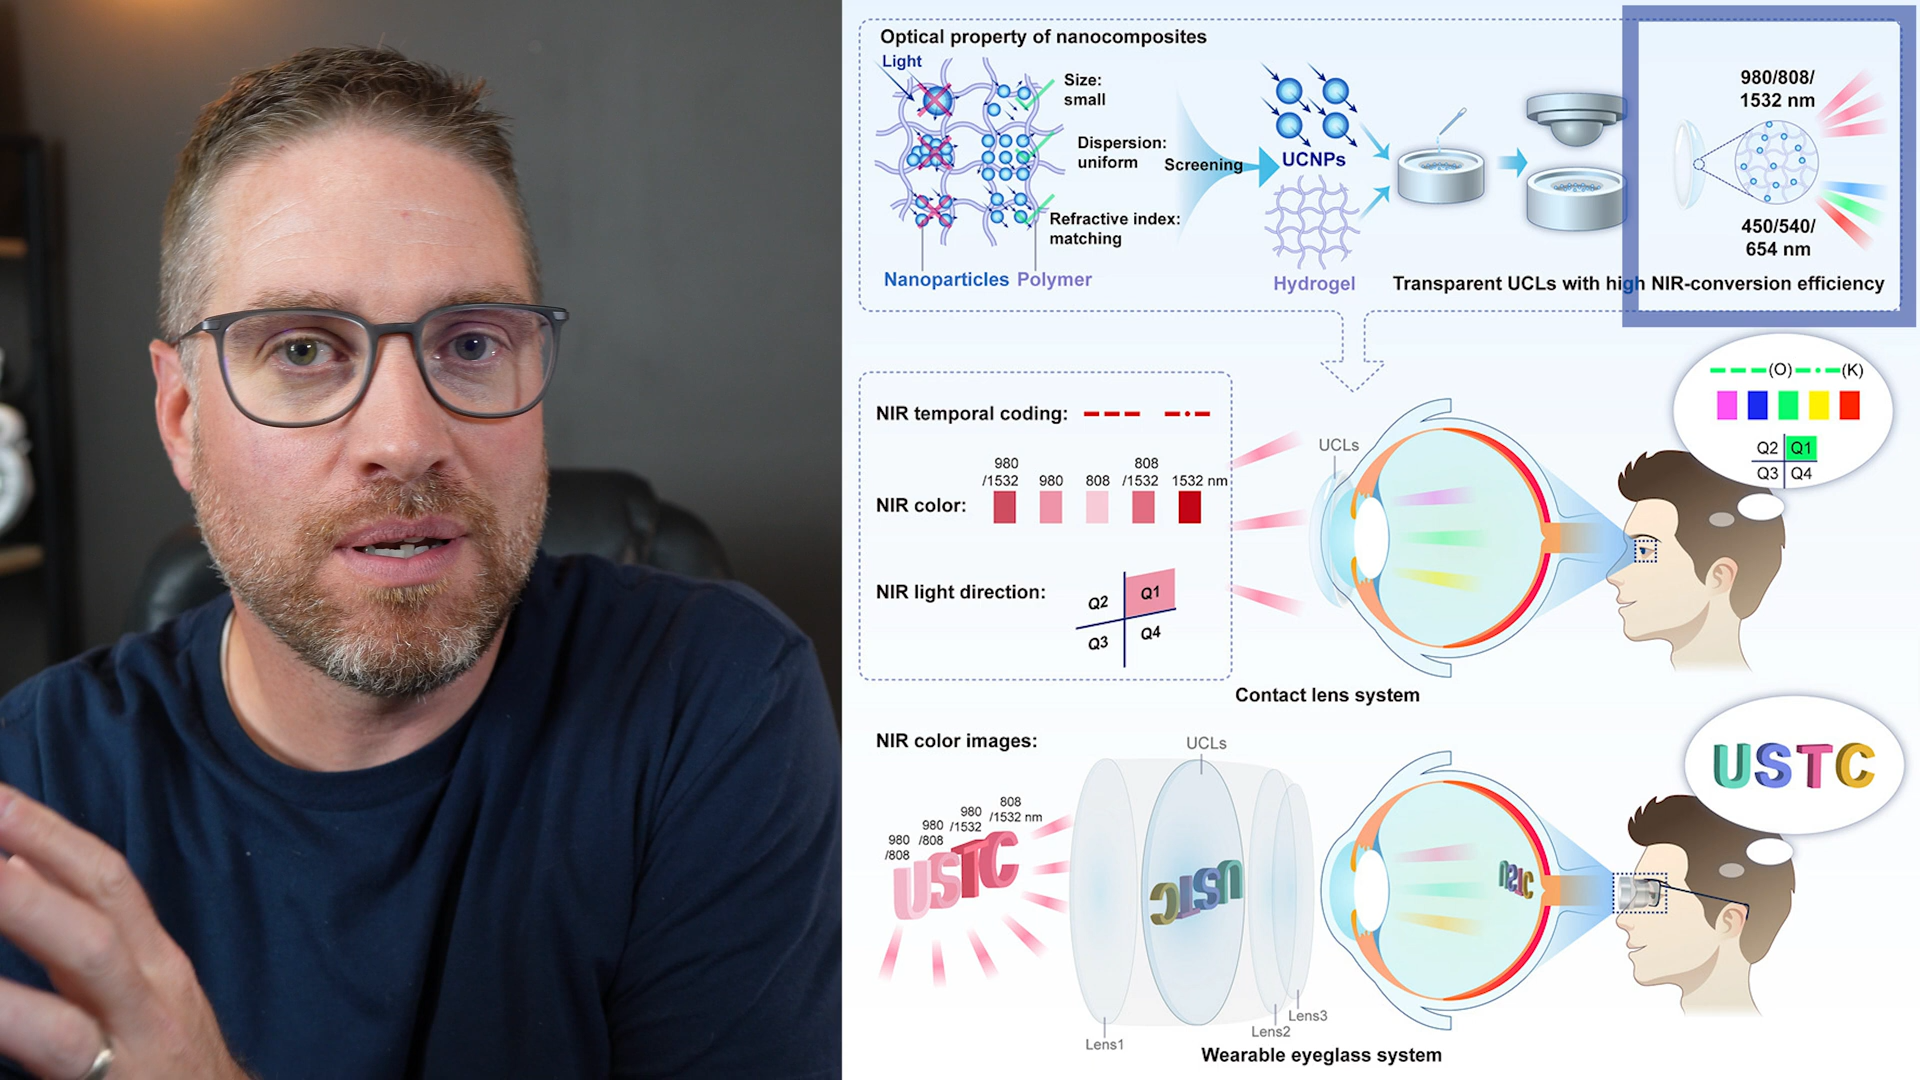 Optical property of nanocomposites
Light
Size:
small
Dispersion:
uniform
Refractive index:
matching
Nanoparticles Polymer
Screening
UCNPs
Hydrogel
980/808/
1532 nm
450/540/
654 nm
Transparent UCLs with high NIR-conversion efficiency
NIR temporal coding:
NIR color:
980
/1532
980
808
808
/1532
1532 nm
NIR light direction:
Q2 Q1
Q3 Q4
UCLs
(O) (K)
Q2 Q1
Q3 Q4
Contact lens system
NIR color images:
980
/808
980
/808
980
/1532
808
/1532 nm
USTC
UCLs
USTC
Lens1
Lens2
Lens3
USTC
USTC
Wearable eyeglass system